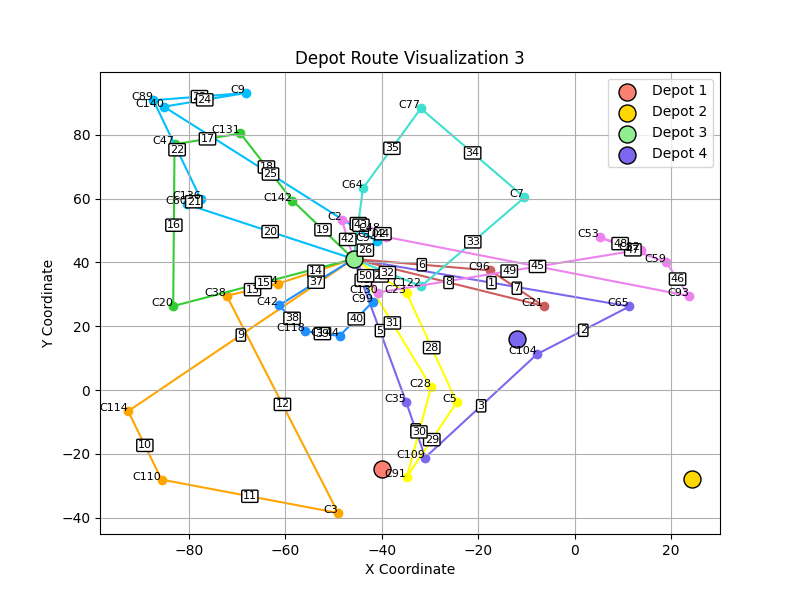 Depot Route Visualization 3
Depot 1
Depot 2
Depot 3
Depot 4
C89
C140
C9
C77
C47
C131
C64
C7
C136
C142
C2
C53
C59
C96
C122
C93
C20
C38
C42
C130
C23
C99
C21
C65
C118
C104
C28
C35
C5
C114
C109
C91
C110
C3
24
22
17
18
25
35
34
21
16
20
19
42
26
33
6
8
1
7
49
45
48
47
46
14
13
15
37
50
32
38
40
5
31
28
2
3
9
12
10
30
29
11
80
60
40
20
0
−20
−40
−80
−60
−40
−20
0
20
X Coordinate
Y Coordinate